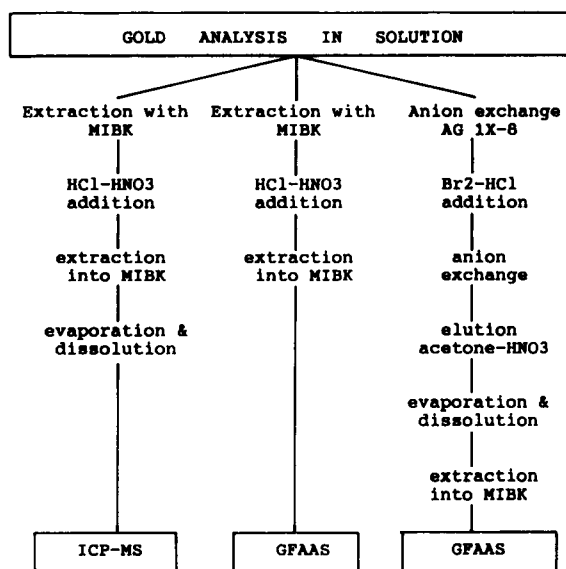 GOLD ANALYSIS IN SOLUTION
Extraction with
MIBK
HCl-HNO3
addition
extraction
into MIBK
evaporation &
dissolution
ICP-MS
Extraction with
MIBK
HCl-HNO3
addition
extraction
into MIBK
GFAAS
Anion exchange
AG 1X-8
Br2-HCl
addition
anion
exchange
elution
acetone-HNO3
evaporation &
dissolution
extraction
into MIBK
GFAAS